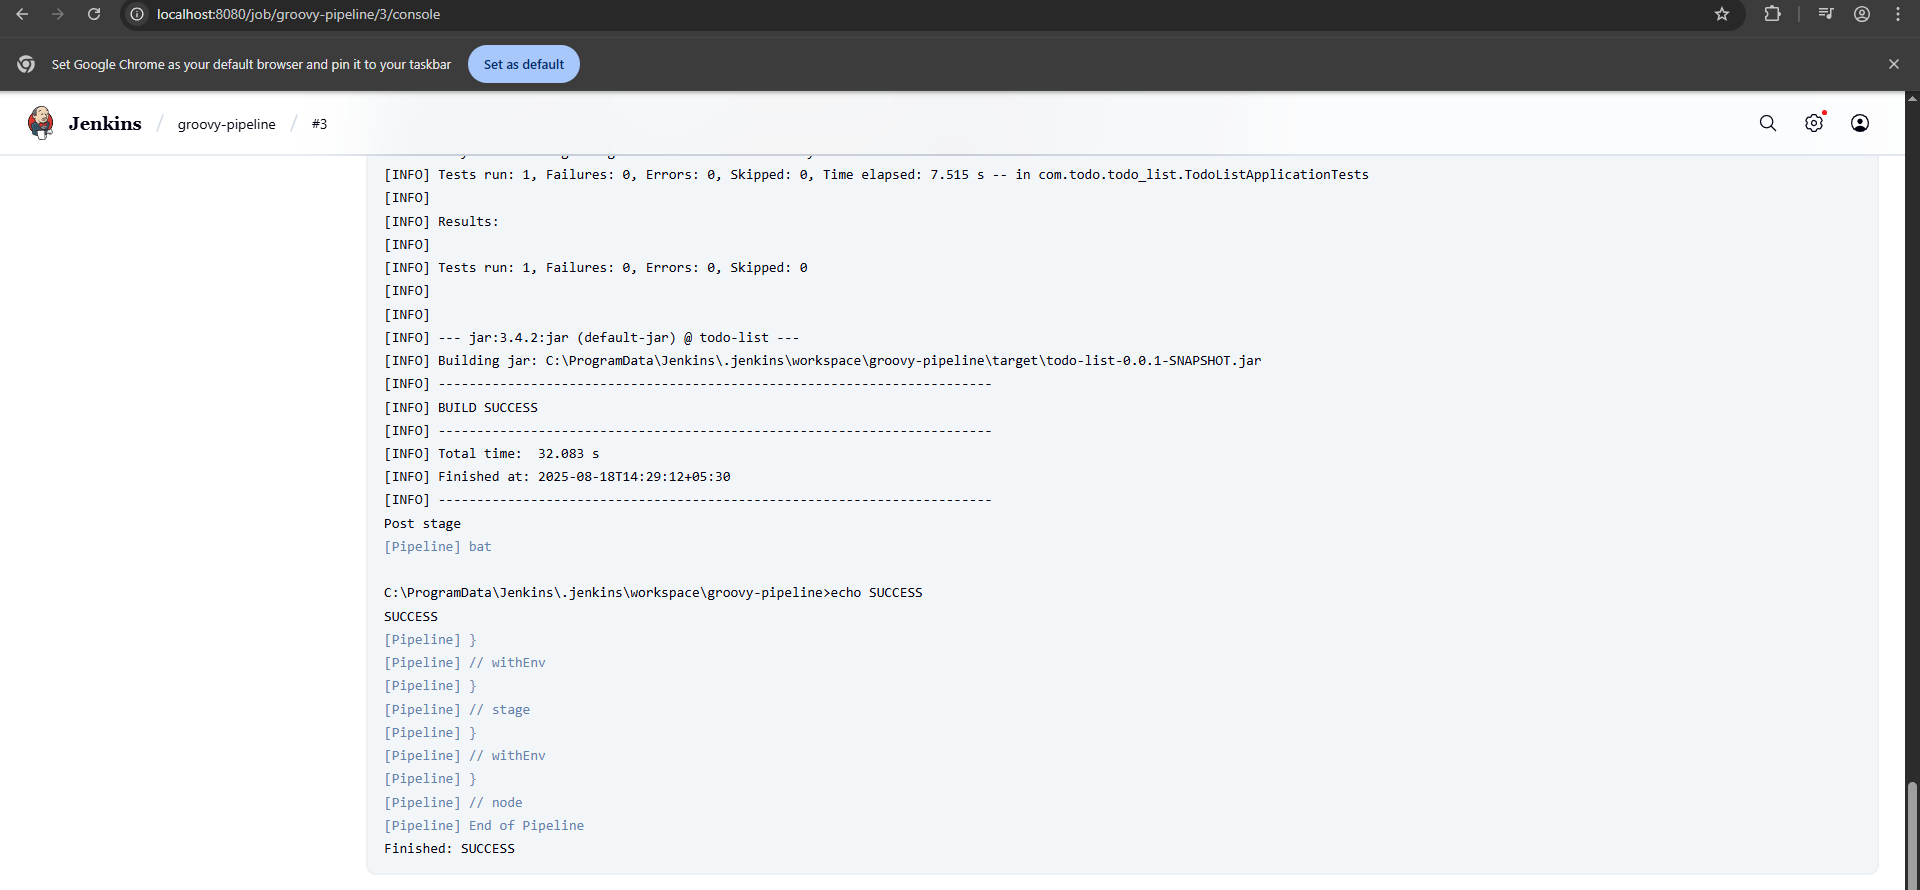 localhost:8080/job/groovy-pipeline/3/console
Set Google Chrome as your default browser and pin it to your taskbar
Set as default
Jenkins / groovy-pipeline / #3
[INFO] Tests run: 1, Failures: 0, Errors: 0, Skipped: 0, Time elapsed: 7.515 s -- in com.todo.todo_list.TodoListApplicationTests
[INFO]
[INFO] Results:
[INFO]
[INFO] Tests run: 1, Failures: 0, Errors: 0, Skipped: 0
[INFO]
[INFO]
[INFO] --- jar:3.4.2:jar (default-jar) @ todo-list ---
[INFO] Building jar: C:\ProgramData\Jenkins\.jenkins\workspace\groovy-pipeline\target\todo-list-0.0.1-SNAPSHOT.jar
[INFO] ------------------------------------------------------------------------
[INFO] BUILD SUCCESS
[INFO] ------------------------------------------------------------------------
[INFO] Total time:  32.083 s
[INFO] Finished at: 2025-08-18T14:29:12+05:30
[INFO] ------------------------------------------------------------------------
Post stage
[Pipeline] bat
C:\ProgramData\Jenkins\.jenkins\workspace\groovy-pipeline>echo SUCCESS
SUCCESS
[Pipeline] }
[Pipeline] // withEnv
[Pipeline] }
[Pipeline] // stage
[Pipeline] }
[Pipeline] // withEnv
[Pipeline] }
[Pipeline] // node
[Pipeline] End of Pipeline
Finished: SUCCESS